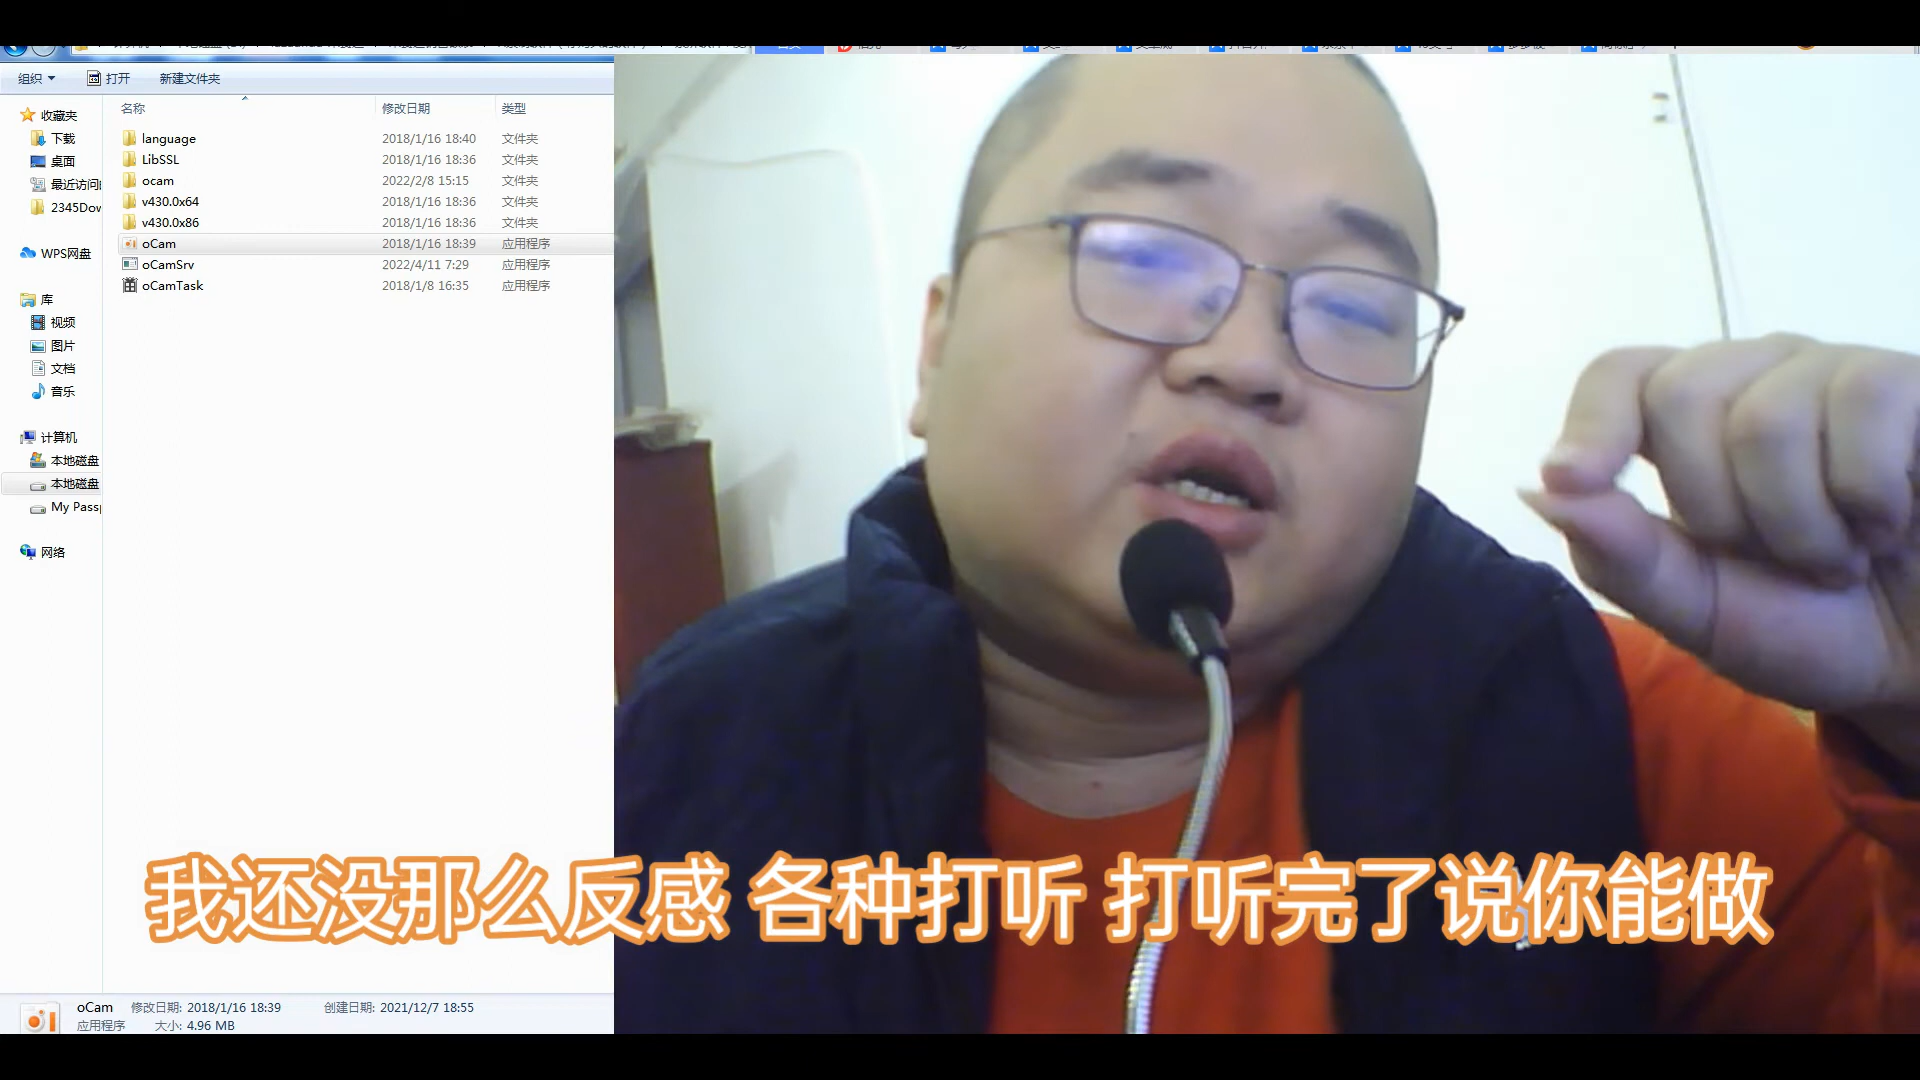 组织
打开
新建文件夹
名称
修改日期
类型
收藏夹
下载
桌面
最近访问
2345Dow
WPS网盘
库
视频
图片
文档
音乐
计算机
本地磁盘
本地磁盘
My Passp
网络
language 2018/1/16 18:40 文件夹
LibSSL 2018/1/16 18:36 文件夹
ocam 2022/2/8 15:15 文件夹
v430.0x64 2018/1/16 18:36 文件夹
v430.0x86 2018/1/16 18:36 文件夹
oCam 2018/1/16 18:39 应用程序
oCamSrv 2022/4/11 7:29 应用程序
oCamTask 2018/1/8 16:35 应用程序
我还没那么反感 各种打听 打听完了说你能做
oCam 修改日期: 2018/1/16 18:39 创建日期: 2021/12/7 18:55
应用程序 大小: 4.96 MB